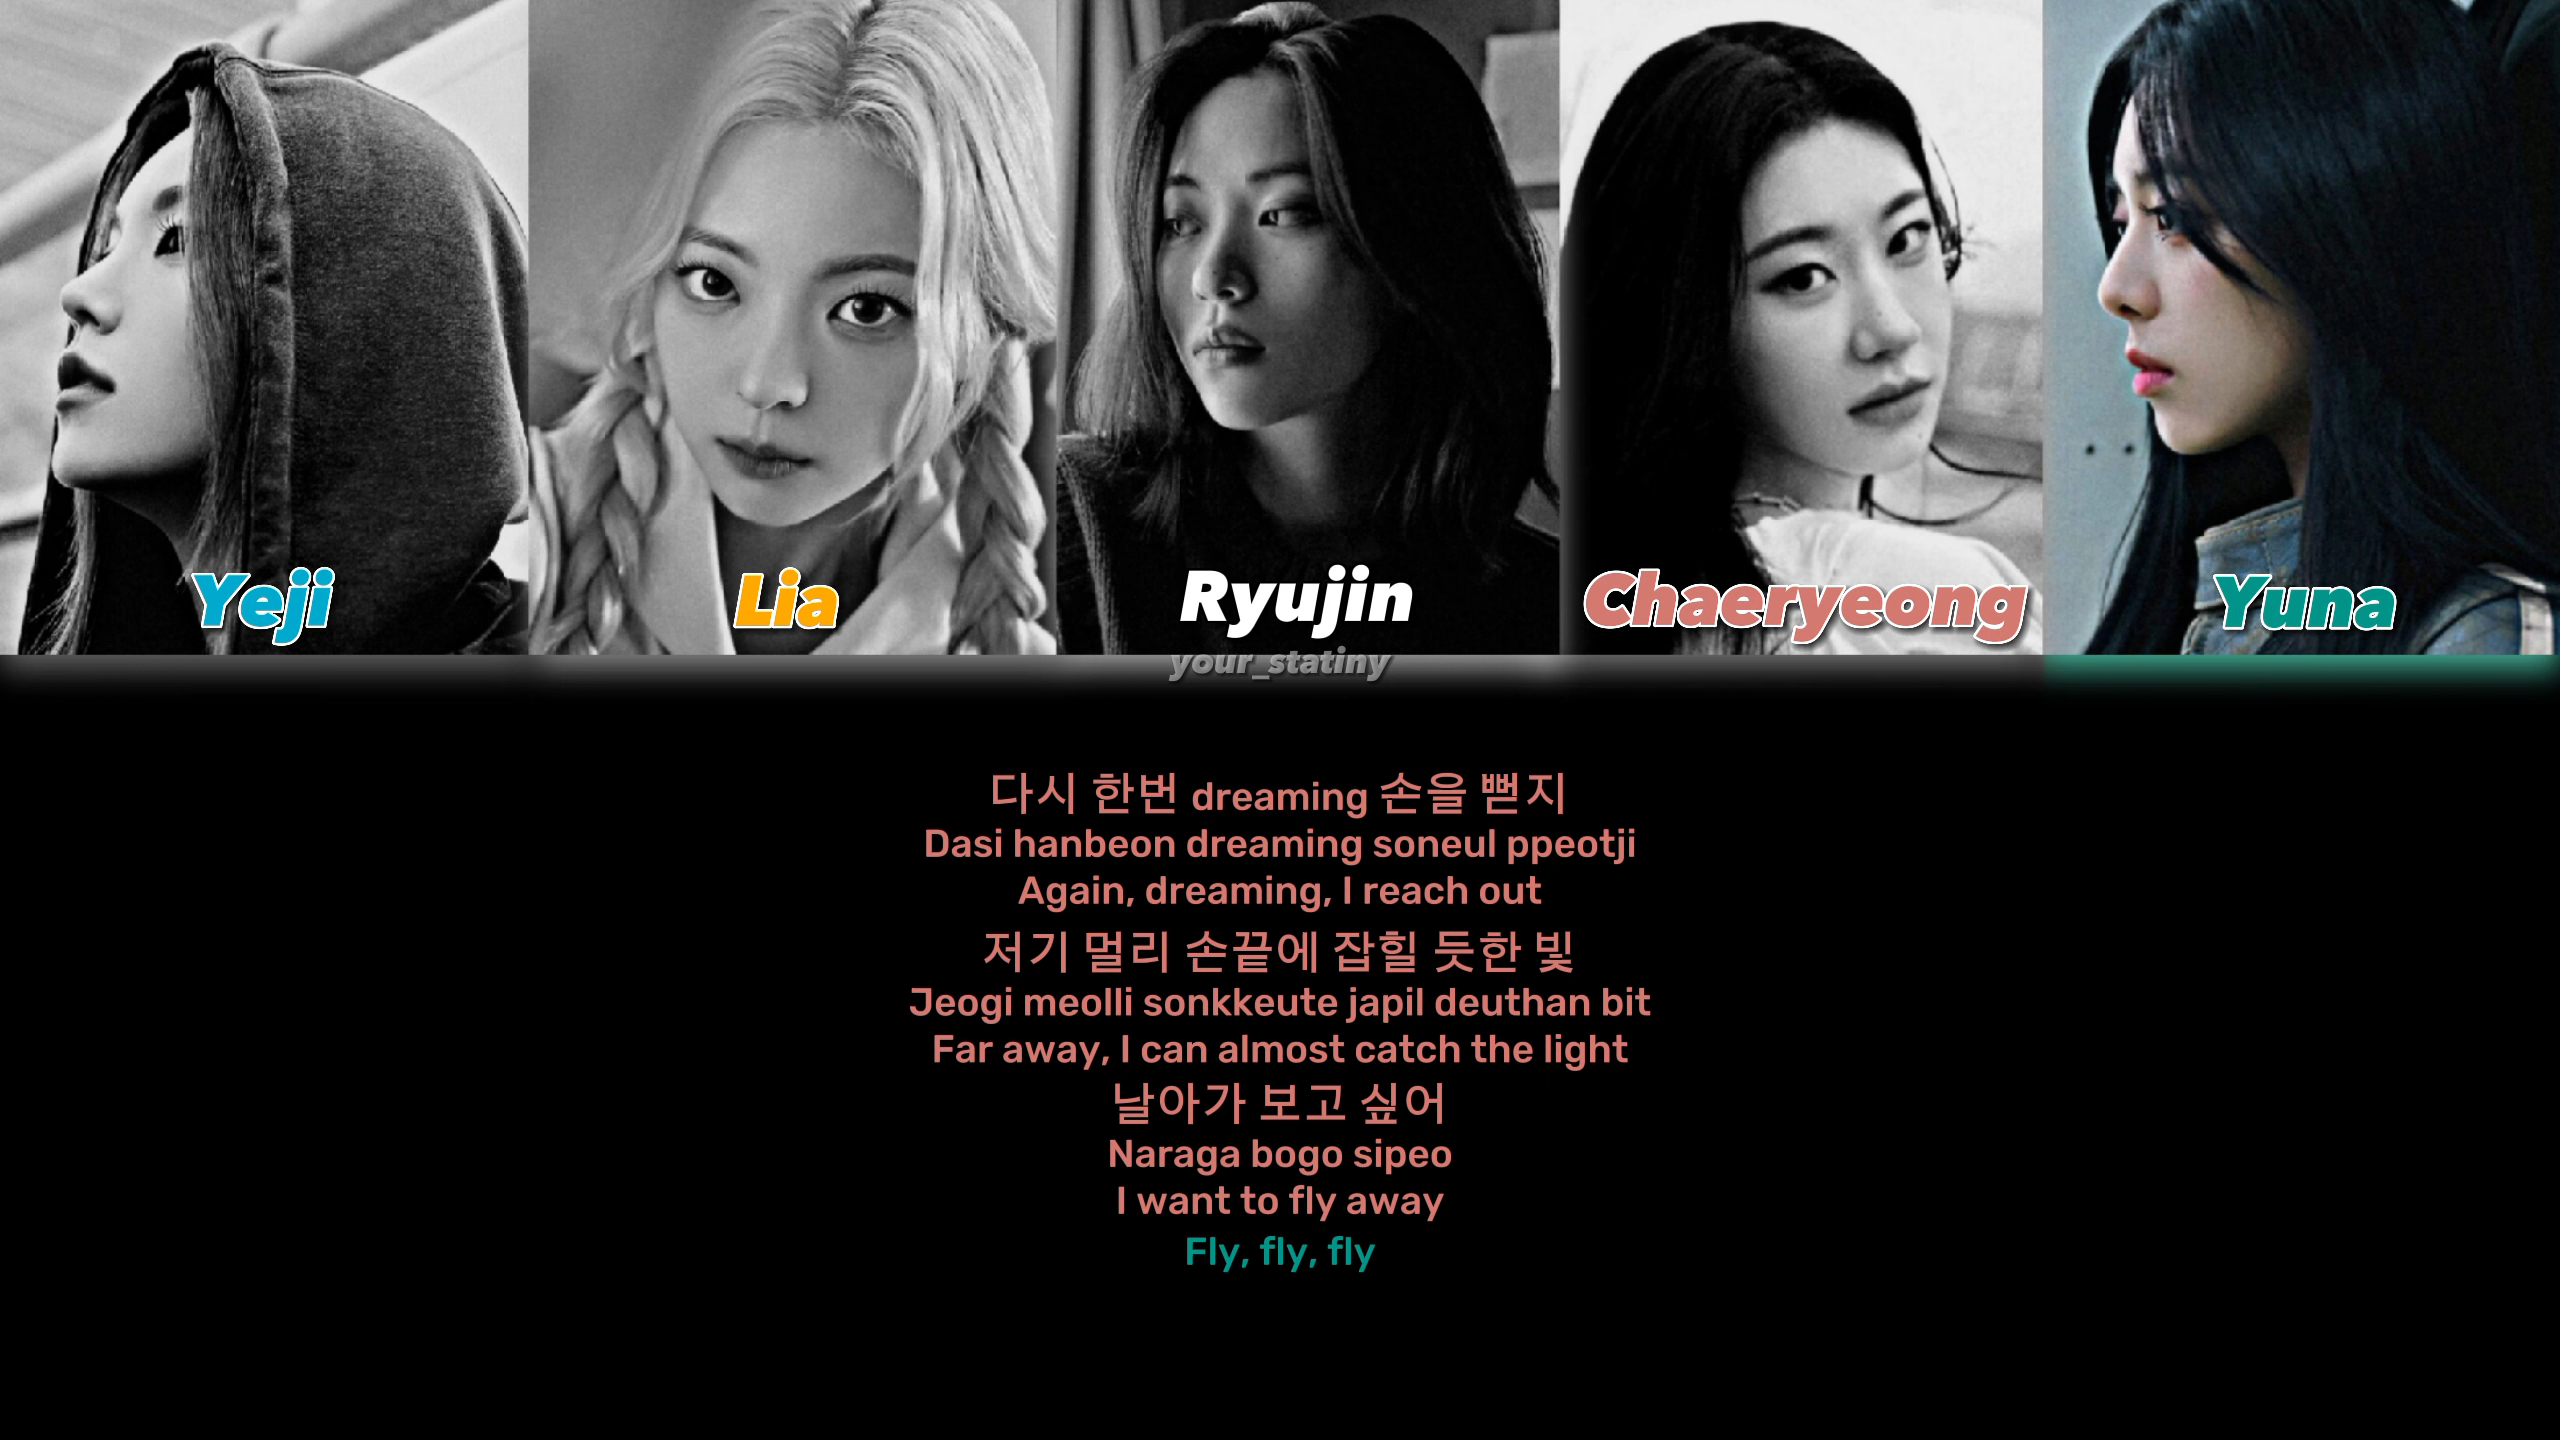 Yeji
Lia
Ryujin
Chaeryeong
Yuna
your_statiny
다시 한번 dreaming 손을 뻗지
Dasi hanbeon dreaming soneul ppeotji
Again, dreaming, I reach out
저기 멀리 손끝에 잡힐 듯한 빛
Jeogi meolli sonkkeute japil deuthan bit
Far away, I can almost catch the light
날아가 보고 싶어
Naraga bogo sipeo
I want to fly away
Fly, fly, fly